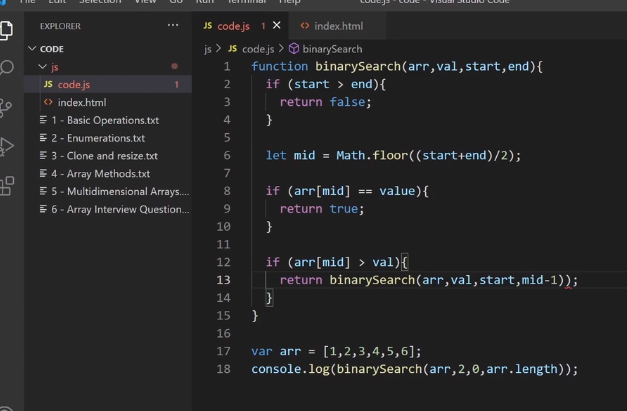 File Edit Selection View Go Run Terminal Help code.js - code - Visual Studio Code
EXPLORER ...
JS code.js 1 × <> index.html
CODE
js > JS code.js > binarySearch
js
JS code.js 1
<> index.html
1 - Basic Operations.txt
2 - Enumerations.txt
3 - Clone and resize.txt
4 - Array Methods.txt
5 - Multidimensional Arrays....
6 - Array Interview Question...
1 function binarySearch(arr,val,start,end){
2 if (start > end){
3 return false;
4 }
5
6 let mid = Math.floor((start+end)/2);
7
8 if (arr[mid] == value){
9 return true;
10 }
11
12 if (arr[mid] > val){
13 return binarySearch(arr,val,start,mid-1));
14 }
15 }
16
17 var arr = [1,2,3,4,5,6];
18 console.log(binarySearch(arr,2,0,arr.length));